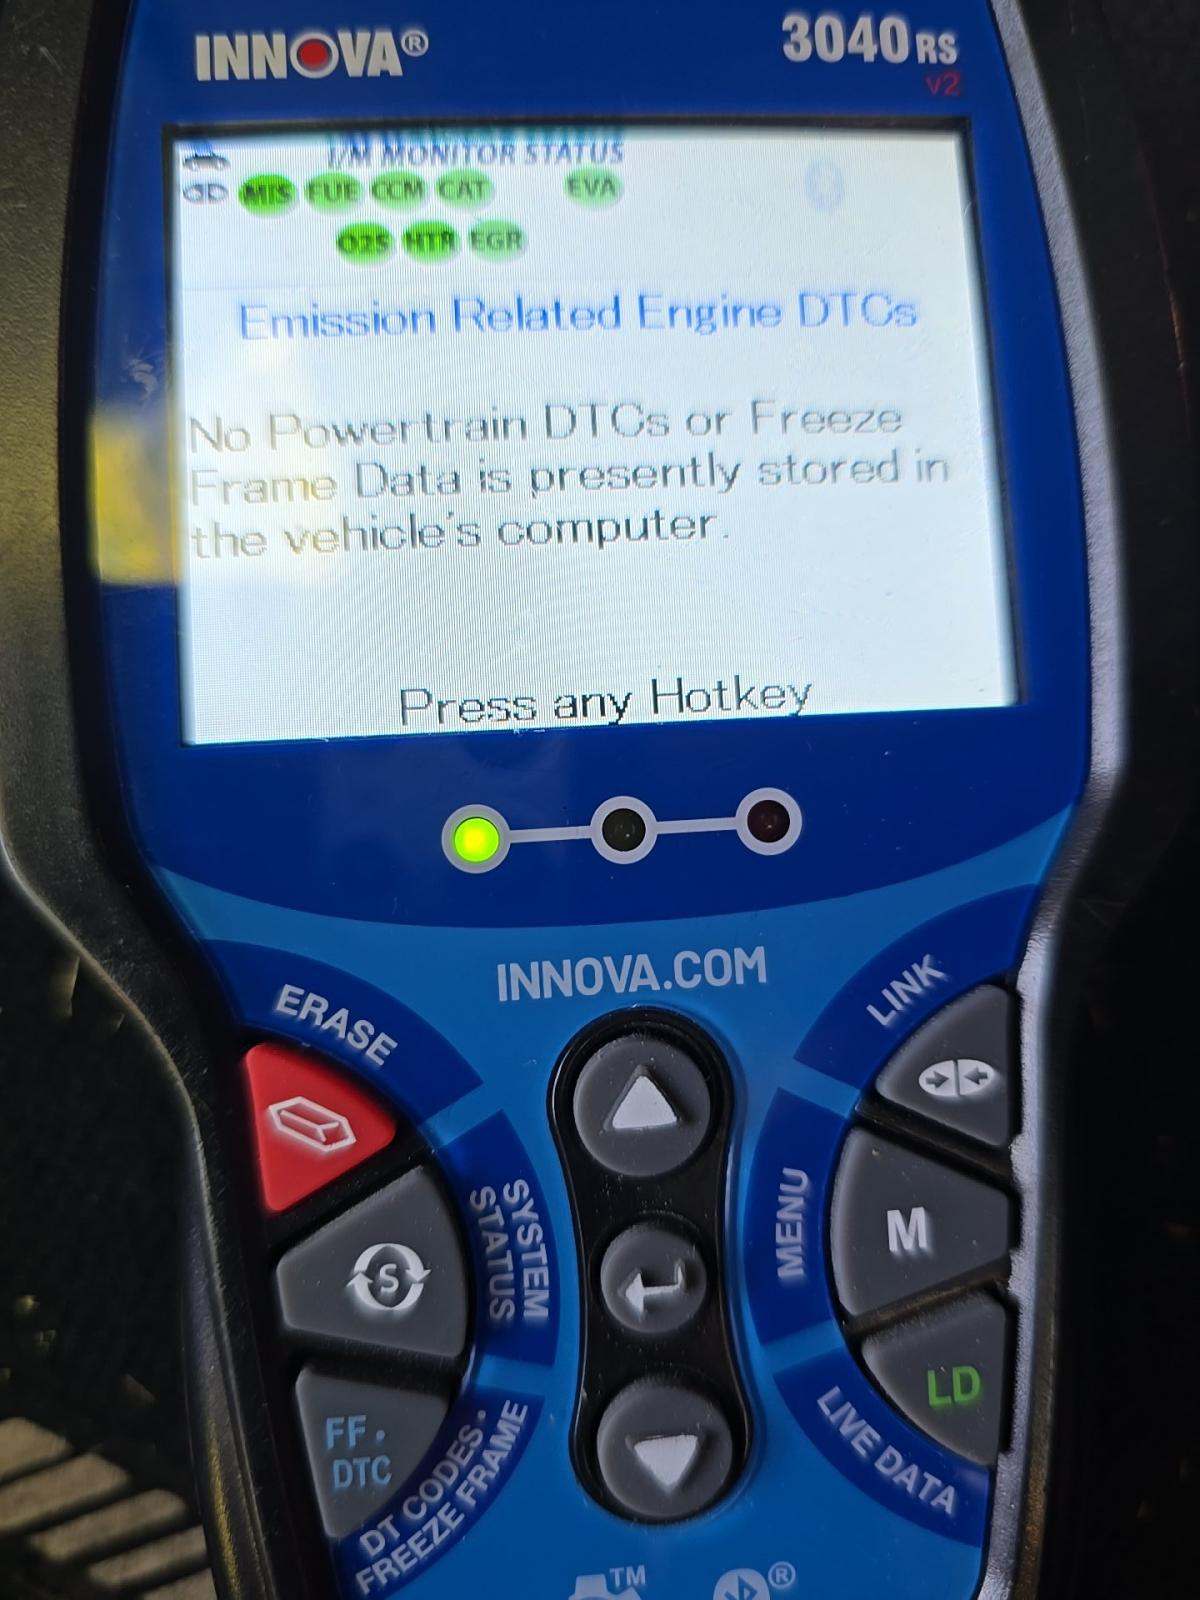 INNOVA®
3040RS
v2
I/M MONITOR STATUS
MIS FUE CCM CAT EVA
O2S HTR EGR
Emission Related Engine DTCs
No Powertrain DTCs or Freeze
Frame Data is presently stored in
the vehicle's computer.
Press any Hotkey
INNOVA.COM
ERASE
LINK
SYSTEM
STATUS
S
MENU
M
FF·
DTC
DT CODES·
FREEZE FRAME
LD
LIVE DATA
TM
®